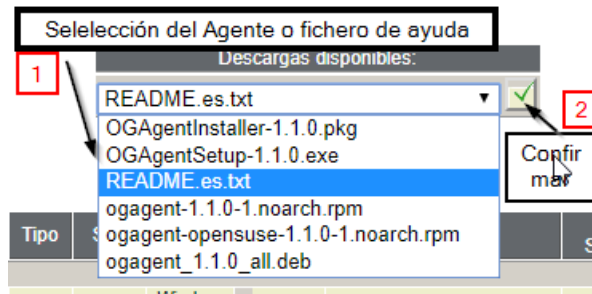 Selelección del Agente o fichero de ayuda
Descargas disponibles:
1
README.es.txt
2
OGAgentInstaller-1.1.0.pkg
OGAgentSetup-1.1.0.exe
README.es.txt
ogagent-1.1.0-1.noarch.rpm
ogagent-opensuse-1.1.0-1.noarch.rpm
ogagent_1.1.0_all.deb
Confir
mar
Tipo
S